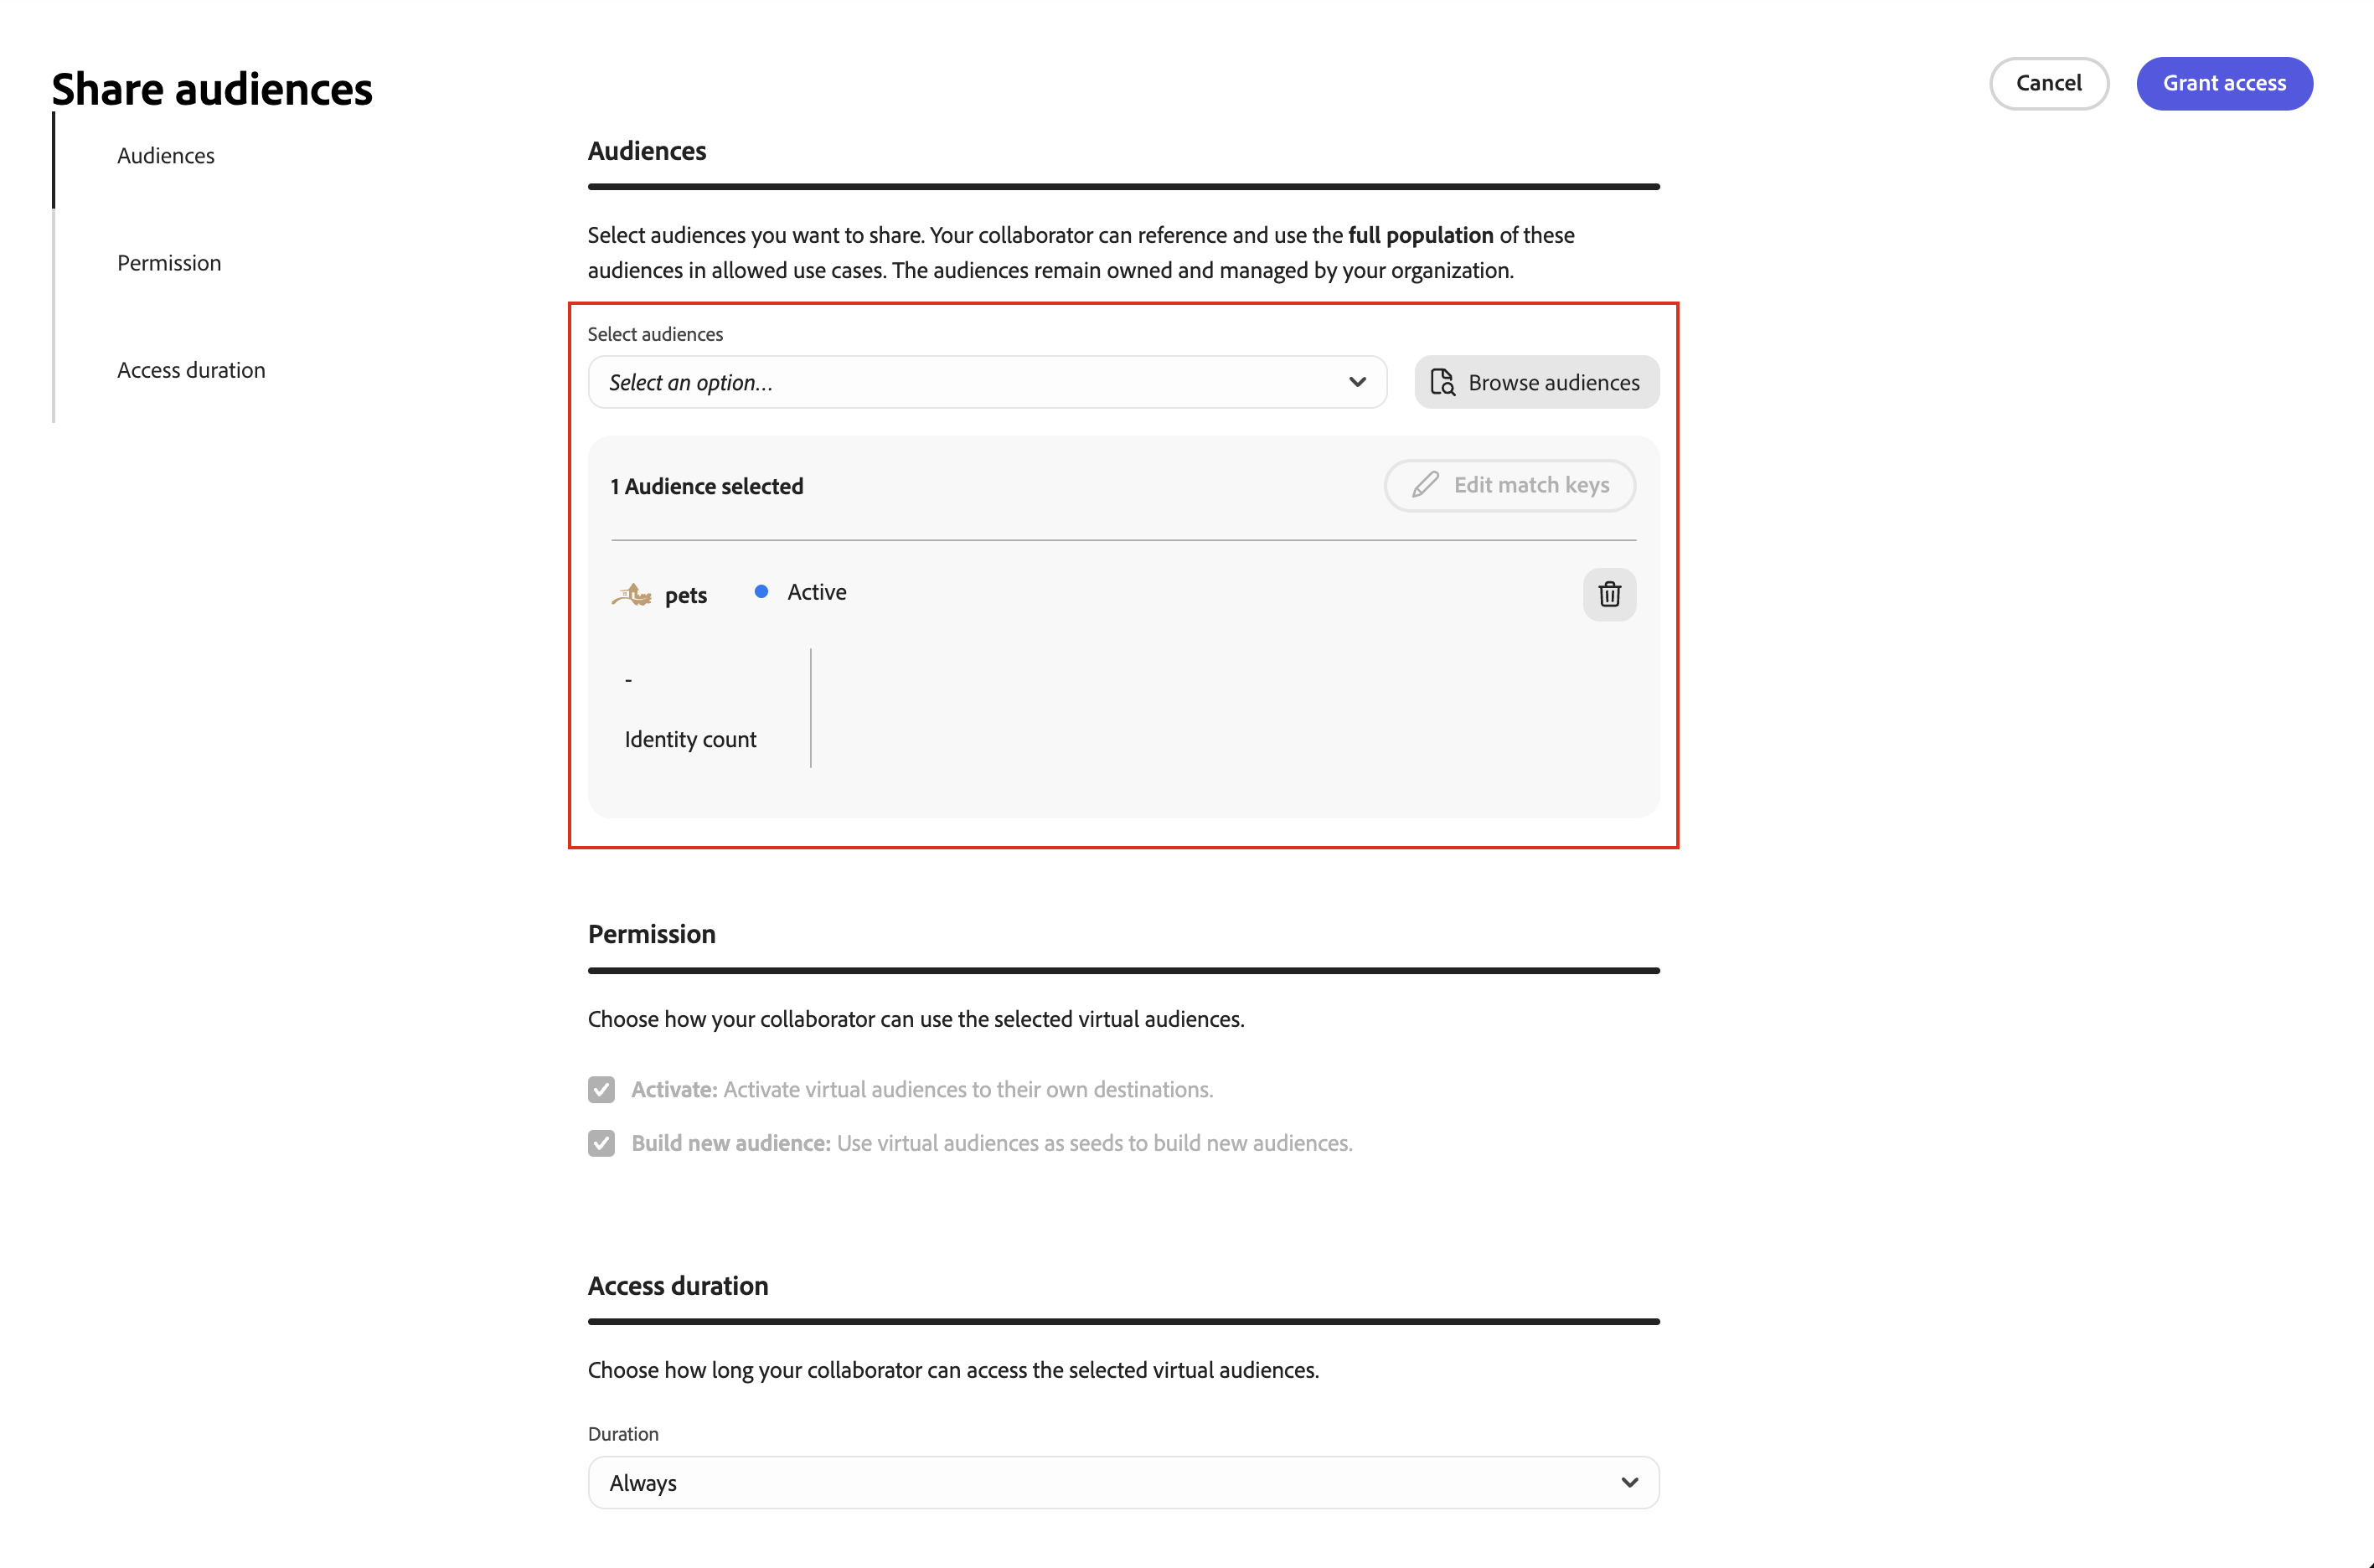 Share audiences
Cancel
Grant access
Audiences
Permission
Access duration
Audiences
Select audiences you want to share. Your collaborator can reference and use the full population of these
audiences in allowed use cases. The audiences remain owned and managed by your organization.
Select audiences
Select an option...
Browse audiences
1 Audience selected
Edit match keys
pets
Active
-
Identity count
Permission
Choose how your collaborator can use the selected virtual audiences.
Activate: Activate virtual audiences to their own destinations.
Build new audience: Use virtual audiences as seeds to build new audiences.
Access duration
Choose how long your collaborator can access the selected virtual audiences.
Duration
Always